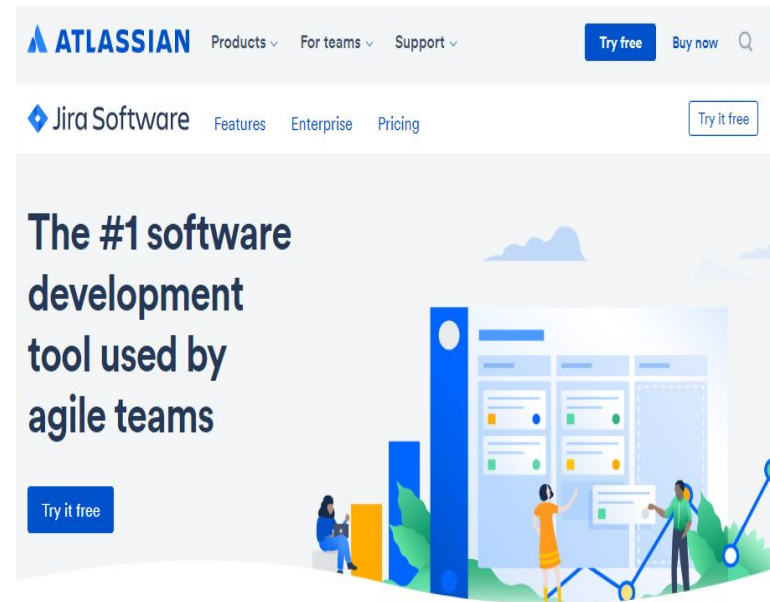 ATLASSIAN Products For teams Support Try free Buy now
Jira Software Features Enterprise Pricing Try it free
The #1 software
development
tool used by
agile teams
Try it free